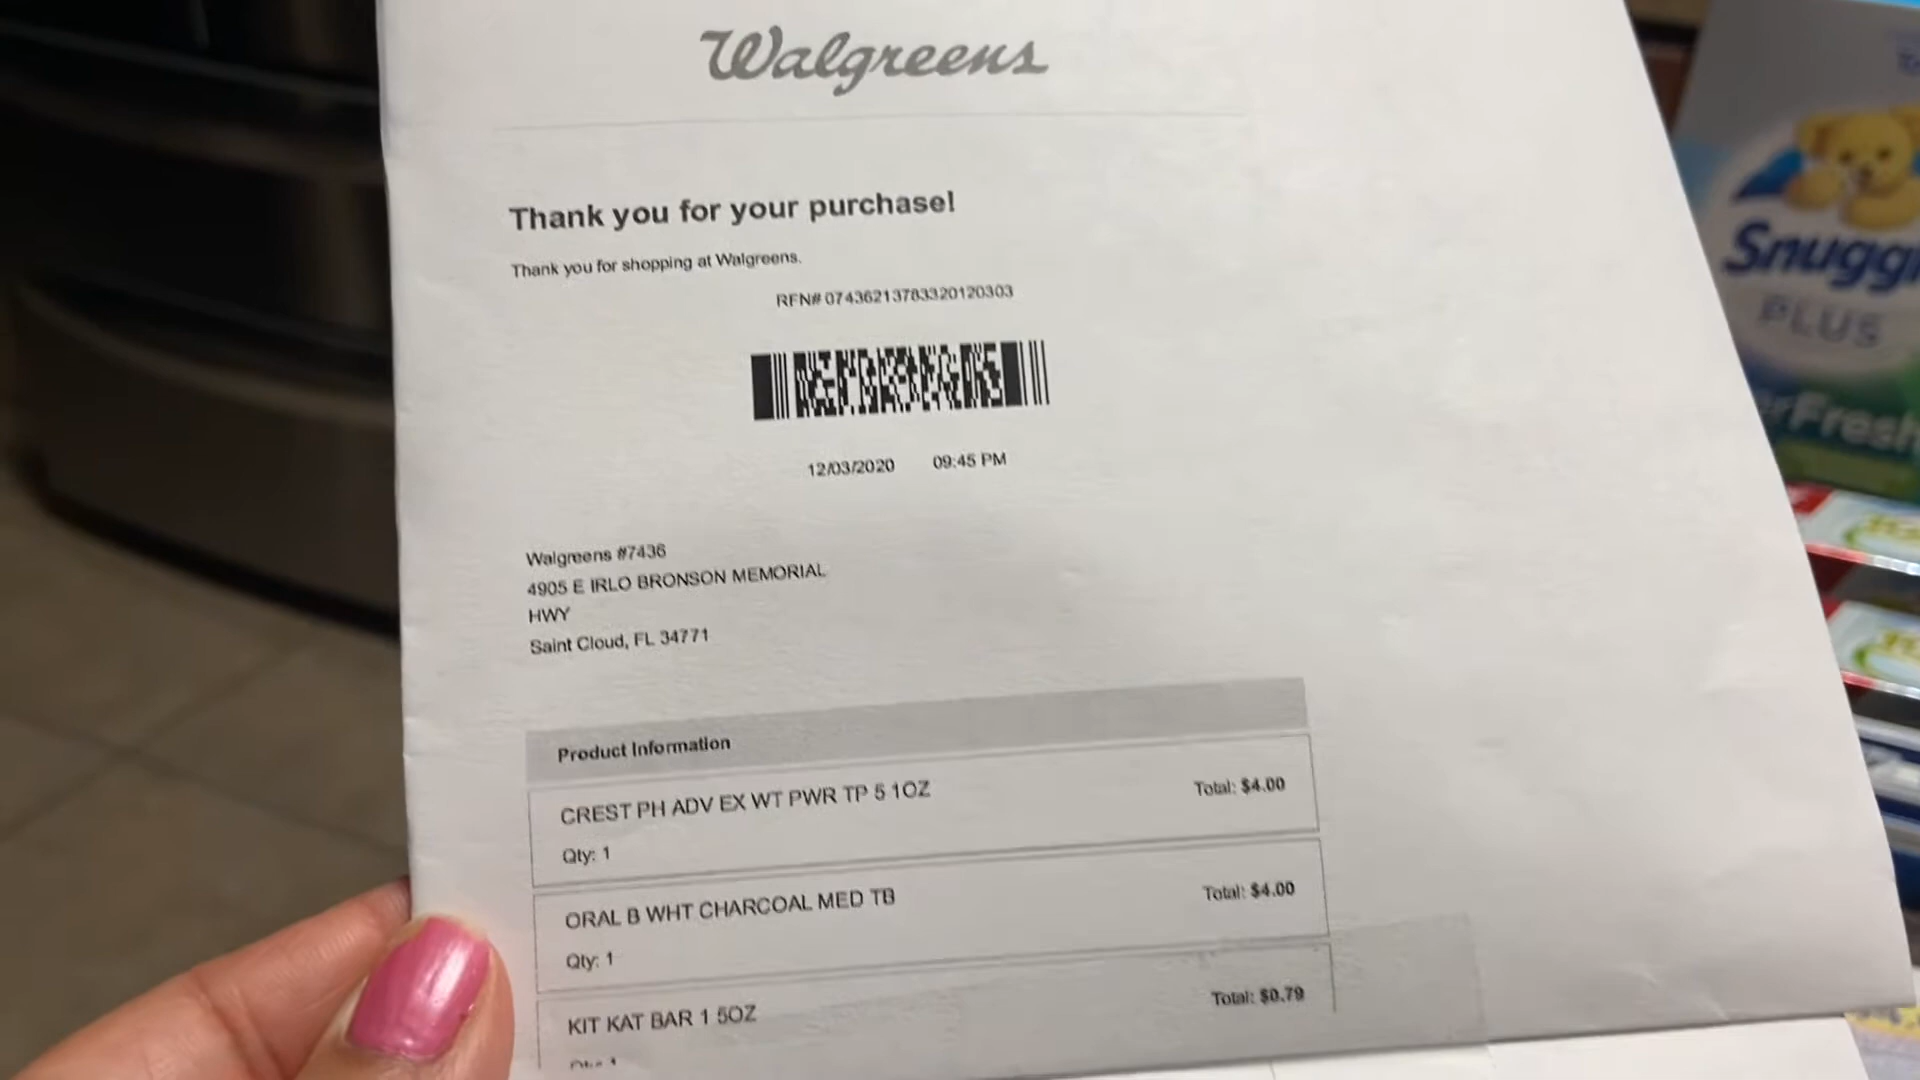 Walgreens
Thank you for your purchase!
Thank you for shopping at Walgreens.
RFN# 07436213783320120303
12/03/2020 09:45 PM
Walgreens #7436
4905 E IRLO BRONSON MEMORIAL
HWY
Saint Cloud, FL 34771
Product Information
CREST PH ADV EX WT PWR TP 5 1OZ Total: $4.00
Qty: 1
ORAL B WHT CHARCOAL MED TB Total: $4.00
Qty: 1
KIT KAT BAR 1 5OZ Total: $0.79
Snuggl
PLUS
erFresh